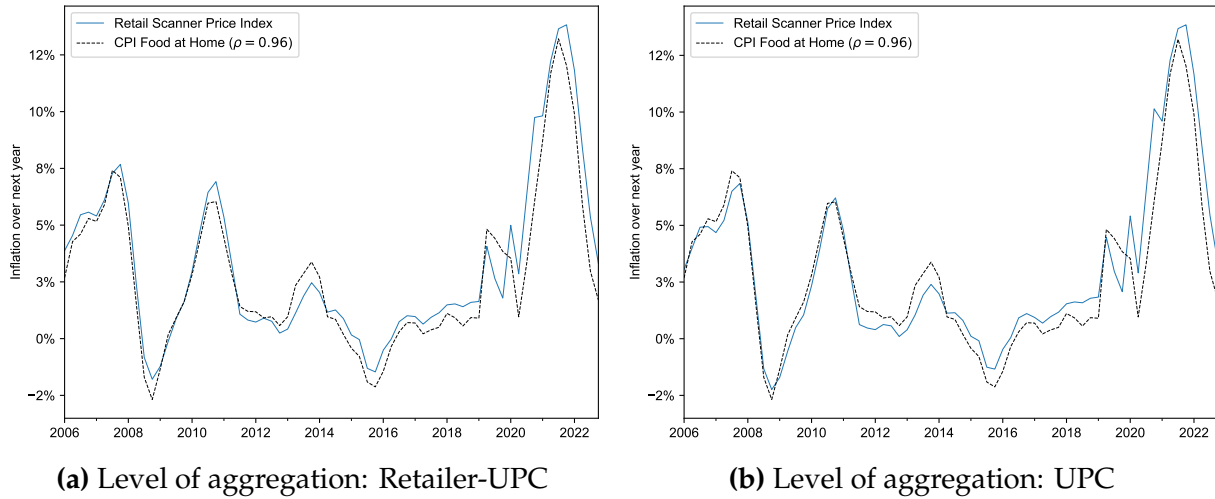 Retail Scanner Price Index
CPI Food at Home (ρ = 0.96)
Inflation over next year
12%
10%
8%
5%
3%
0%
−2%
2006 2008 2010 2012 2014 2016 2018 2020 2022
(a) Level of aggregation: Retailer-UPC
Retail Scanner Price Index
CPI Food at Home (ρ = 0.96)
Inflation over next year
12%
10%
8%
5%
3%
0%
−2%
2006 2008 2010 2012 2014 2016 2018 2020 2022
(b) Level of aggregation: UPC